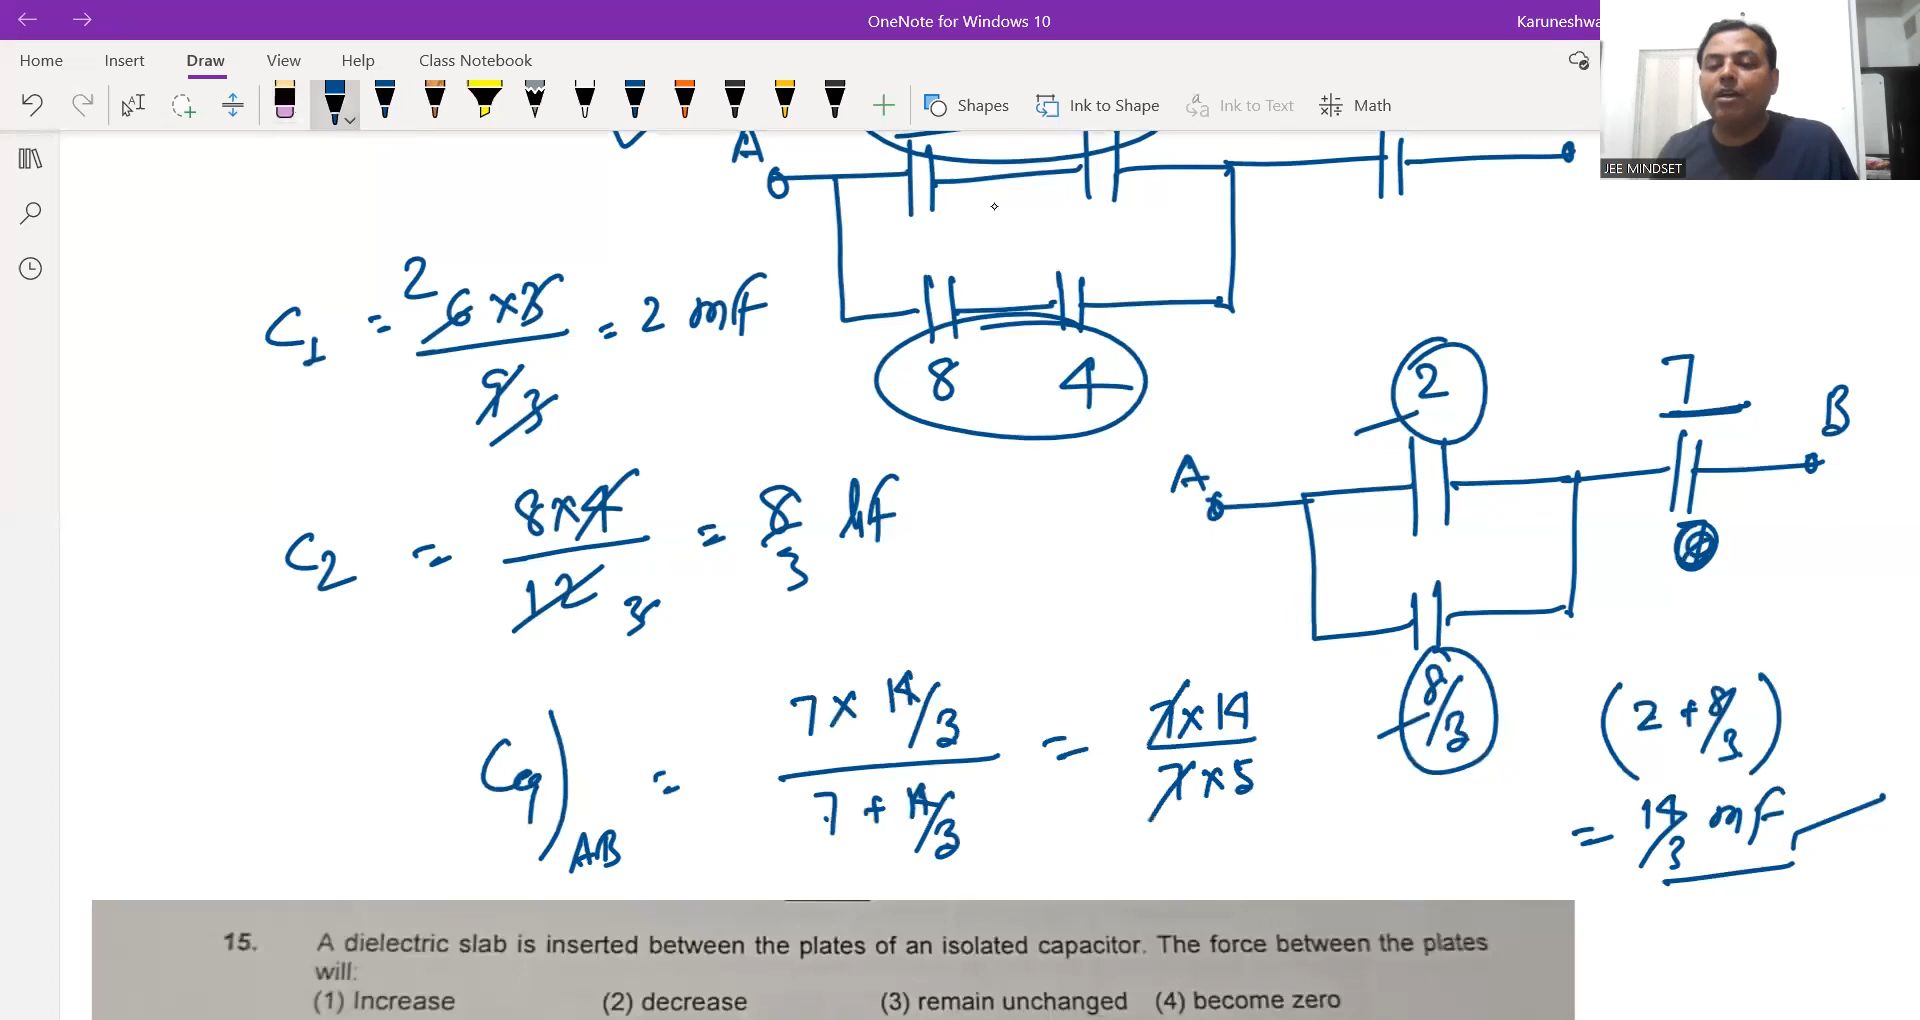 OneNote for Windows 10
Karuneshwa
Home Insert Draw View Help Class Notebook
Shapes Ink to Shape Ink to Text Math
JEE MINDSET
A
C1 = 2 6 × 3 / 9 3 = 2 mF
8 4
2
7
A
B
C2 = 8×4 / 12 3 = 8/3 μF
8/3
Ceq)AB = 7 × 14/3 / 7 + 14/3 = 7 × 14 / 7 × 5
(2 + 8/3)
= 14/3 mF
15. A dielectric slab is inserted between the plates of an isolated capacitor. The force between the plates
will:
(1) Increase (2) decrease (3) remain unchanged (4) become zero